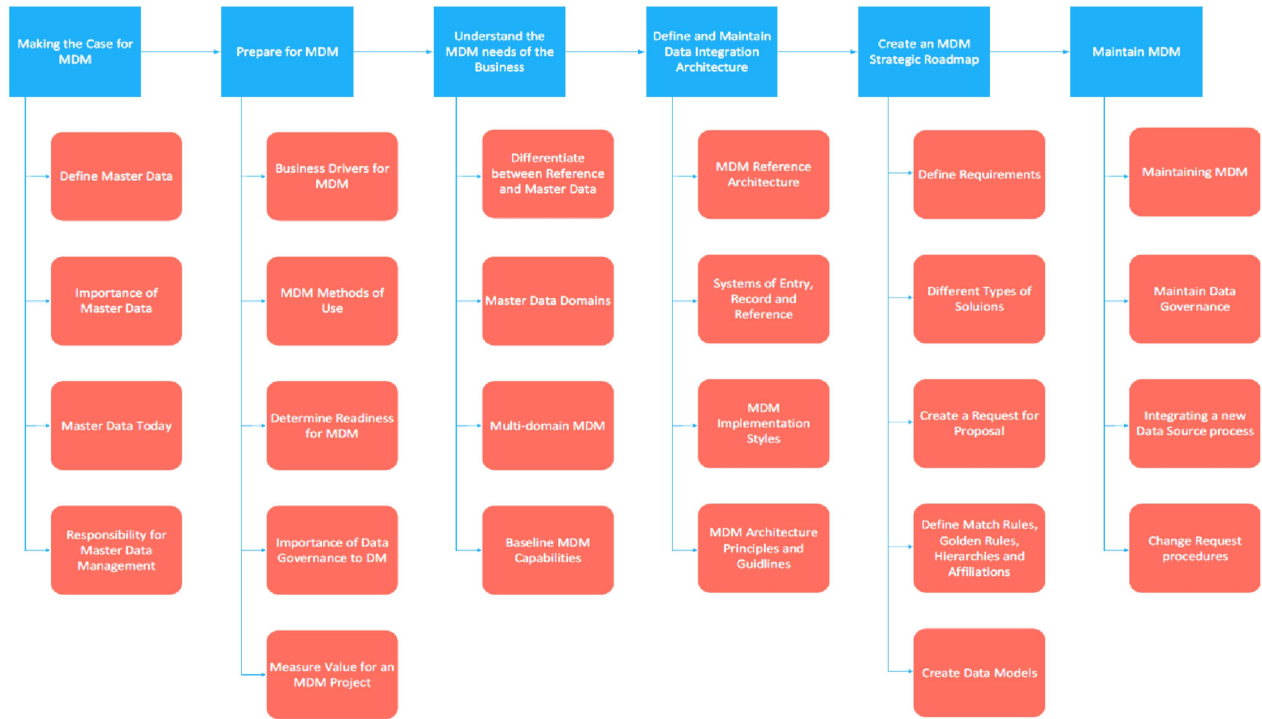 Making the Case for
MDM
Prepare for MDM
Understand the
MDM needs of the
Business
Define and Maintain
Data Integration
Architecture
Create an MDM
Strategic Roadmap
Maintain MDM
Define Master Data
Importance of
Master Data
Master Data Today
Responsibility for
Master Data
Management
Business Drivers for
MDM
MDM Methods of
Use
Determine Readiness
for MDM
Importance of Data
Governance to DM
Measure Value for an
MDM Project
Differentiate
between Reference
and Master Data
Master Data Domains
Multi-domain MDM
Baseline MDM
Capabilities
MDM Reference
Architecture
Systems of Entry,
Record and
Reference
MDM
Implementation
Styles
MDM Architecture
Principles and
Guidlines
Define Requirements
Different Types of
Soluions
Create a Request for
Proposal
Define Match Rules,
Golden Rules,
Hierarchies and
Affiliations
Create Data Models
Maintaining MDM
Maintain Data
Governance
Integrating a new
Data Source process
Change Request
procedures